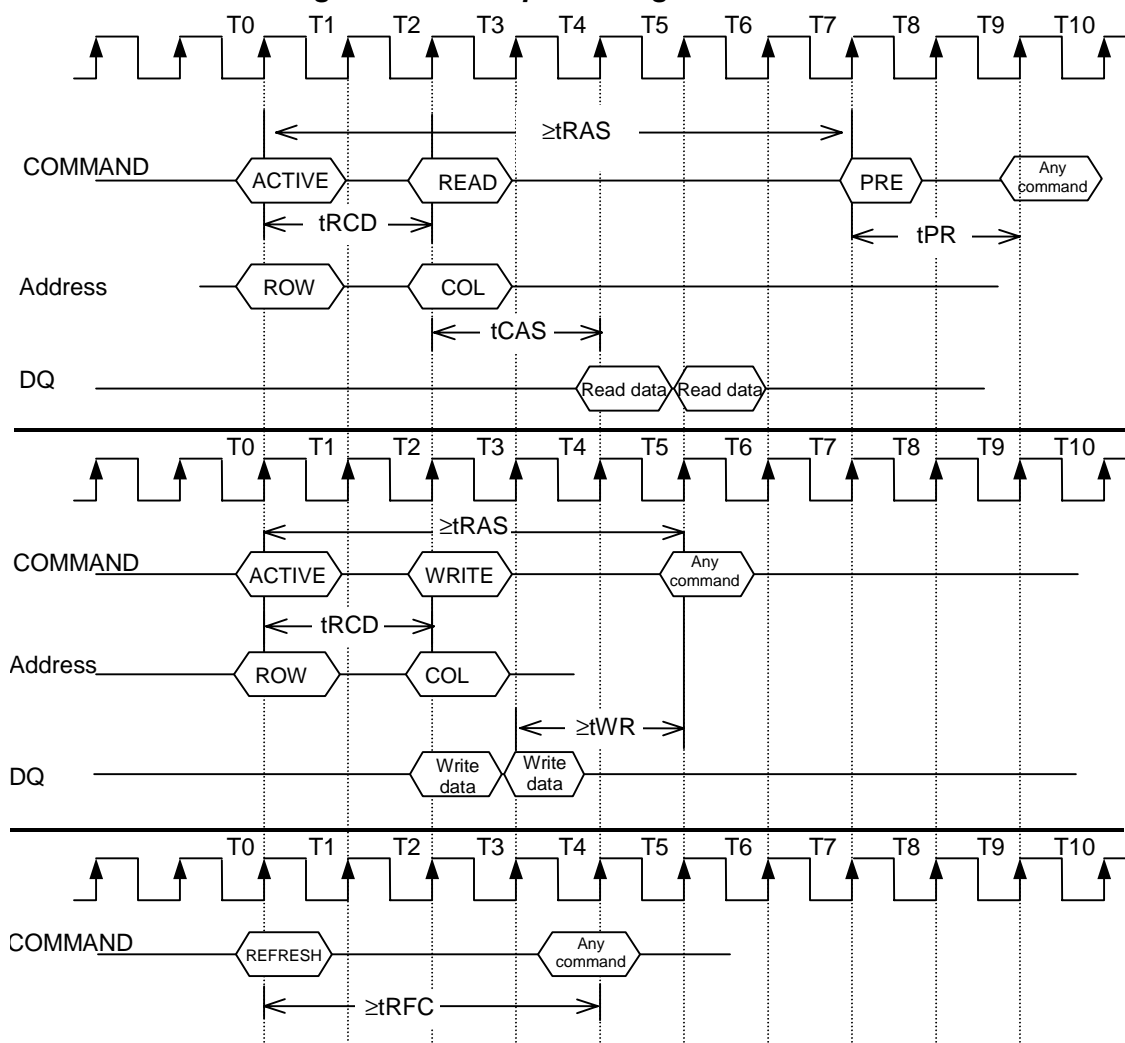 T0 T1 T2 T3 T4 T5 T6 T7 T8 T9 T10
≥tRAS
COMMAND ACTIVE READ PRE Any command
tRCD tPR
Address ROW COL
tCAS
DQ Read data Read data
T0 T1 T2 T3 T4 T5 T6 T7 T8 T9 T10
≥tRAS
COMMAND ACTIVE WRITE Any command
tRCD
Address ROW COL
≥tWR
DQ Write data Write data
T0 T1 T2 T3 T4 T5 T6 T7 T8 T9 T10
COMMAND REFRESH Any command
≥tRFC